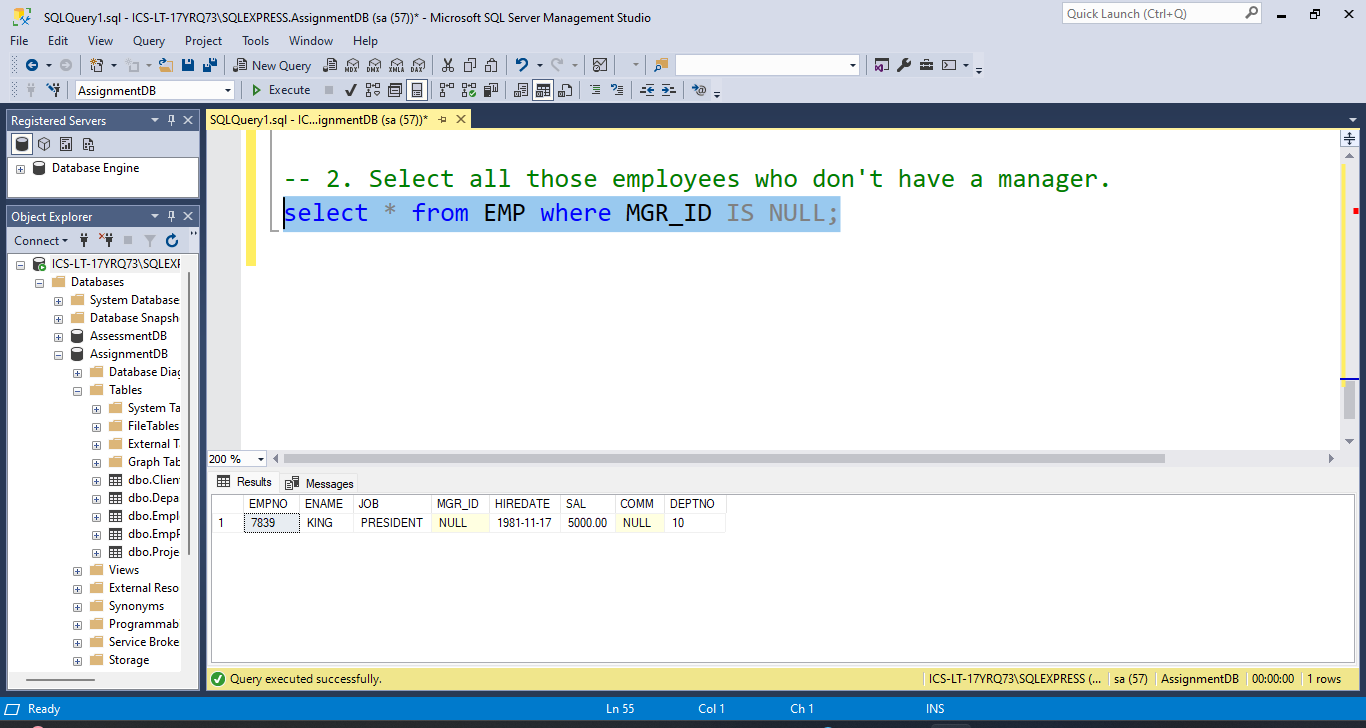 SQLQuery1.sql - ICS-LT-17YRQ73\SQLEXPRESS.AssignmentDB (sa (57))* - Microsoft SQL Server Management Studio
Quick Launch (Ctrl+Q)
File Edit View Query Project Tools Window Help
New Query MDX DMX XMLA DAX
AssignmentDB Execute
Registered Servers
SQLQuery1.sql - IC...ignmentDB (sa (57))*
Database Engine
-- 2. Select all those employees who don't have a manager.
select * from EMP where MGR_ID IS NULL;
Object Explorer
Connect
ICS-LT-17YRQ73\SQLEXPR
Databases
System Database
Database Snapsh
AssessmentDB
AssignmentDB
Database Diag
Tables
System Ta
FileTables
External T
Graph Tab
dbo.Clien
dbo.Depa
dbo.Empl
dbo.EmpP
dbo.Proje
Views
External Reso
Synonyms
Programmab
Service Broke
Storage
200 %
Results Messages
EMPNO ENAME JOB MGR_ID HIREDATE SAL COMM DEPTNO
1 7839 KING PRESIDENT NULL 1981-11-17 5000.00 NULL 10
Query executed successfully. ICS-LT-17YRQ73\SQLEXPRESS (... sa (57) AssignmentDB 00:00:00 1 rows
Ready Ln 55 Col 1 Ch 1 INS